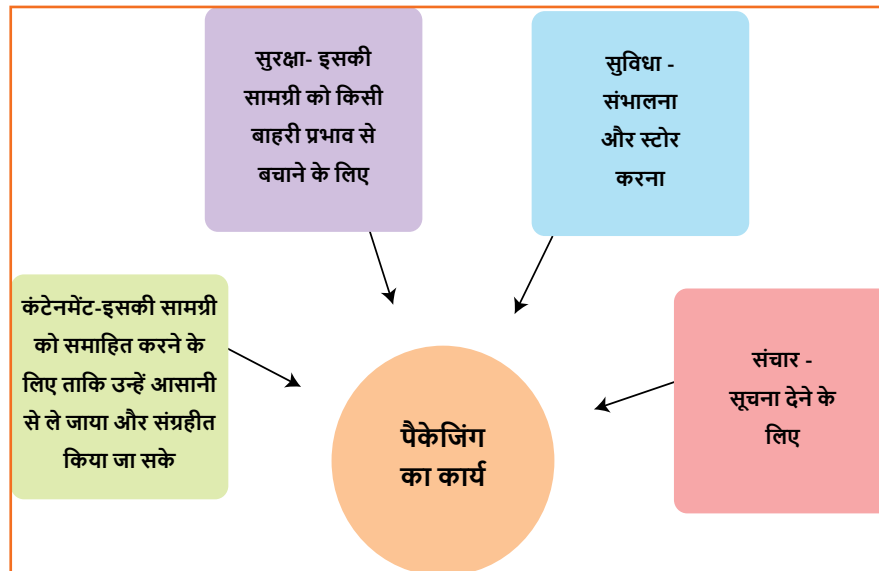 सुरक्षा- इसकी
सामग्री को किसी
बाहरी प्रभाव से
बचाने के लिए
सुविधा -
संभालना
और स्टोर
करना
कंटेनमेंट-इसकी सामग्री
को समाहित करने के
लिए ताकि उन्हें आसानी
से ले जाया और संग्रहीत
किया जा सके
संचार -
सूचना देने के
लिए
पैकेजिंग
का कार्य